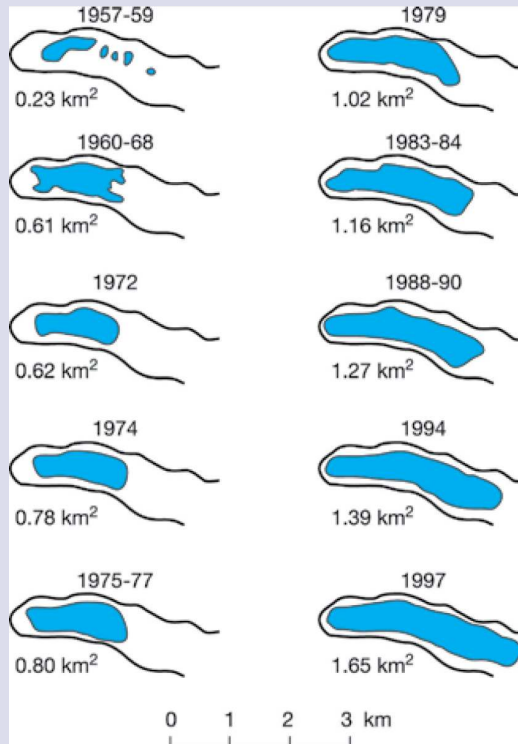 1957-59
0.23 km²
1960-68
0.61 km²
1972
0.62 km²
1974
0.78 km²
1975-77
0.80 km²
1979
1.02 km²
1983-84
1.16 km²
1988-90
1.27 km²
1994
1.39 km²
1997
1.65 km²
0 1 2 3 km